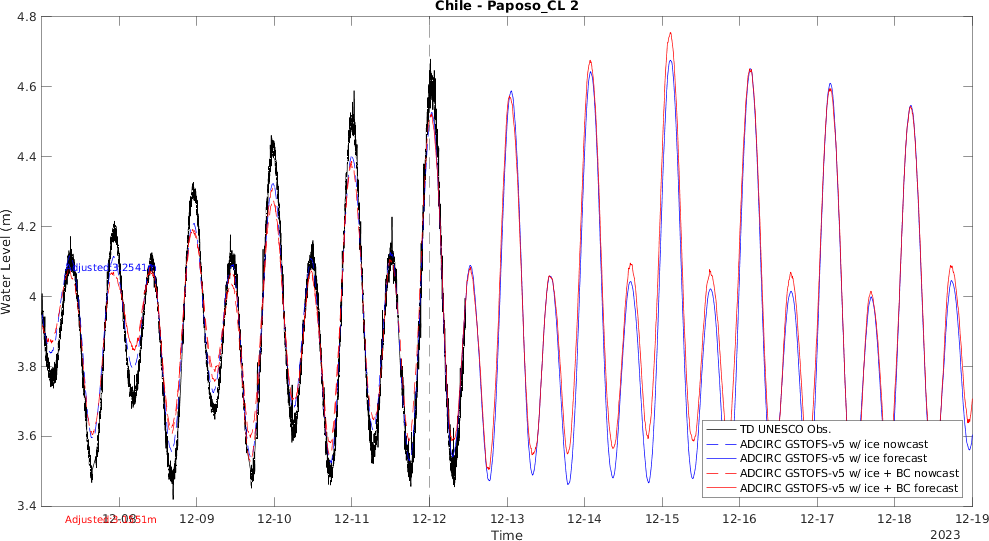 Chile - Paposo_CL 2
4.8
4.6
4.4
4.2
4
3.8
3.6
3.4
Water Level (m)
TD UNESCO Obs.
ADCIRC GSTOFS-v5 w/ ice nowcast
ADCIRC GSTOFS-v5 w/ ice forecast
ADCIRC GSTOFS-v5 w/ ice + BC nowcast
ADCIRC GSTOFS-v5 w/ ice + BC forecast
12-08 12-09 12-10 12-11 12-12 12-13 12-14 12-15 12-16 12-17 12-18 12-19
Time
2023